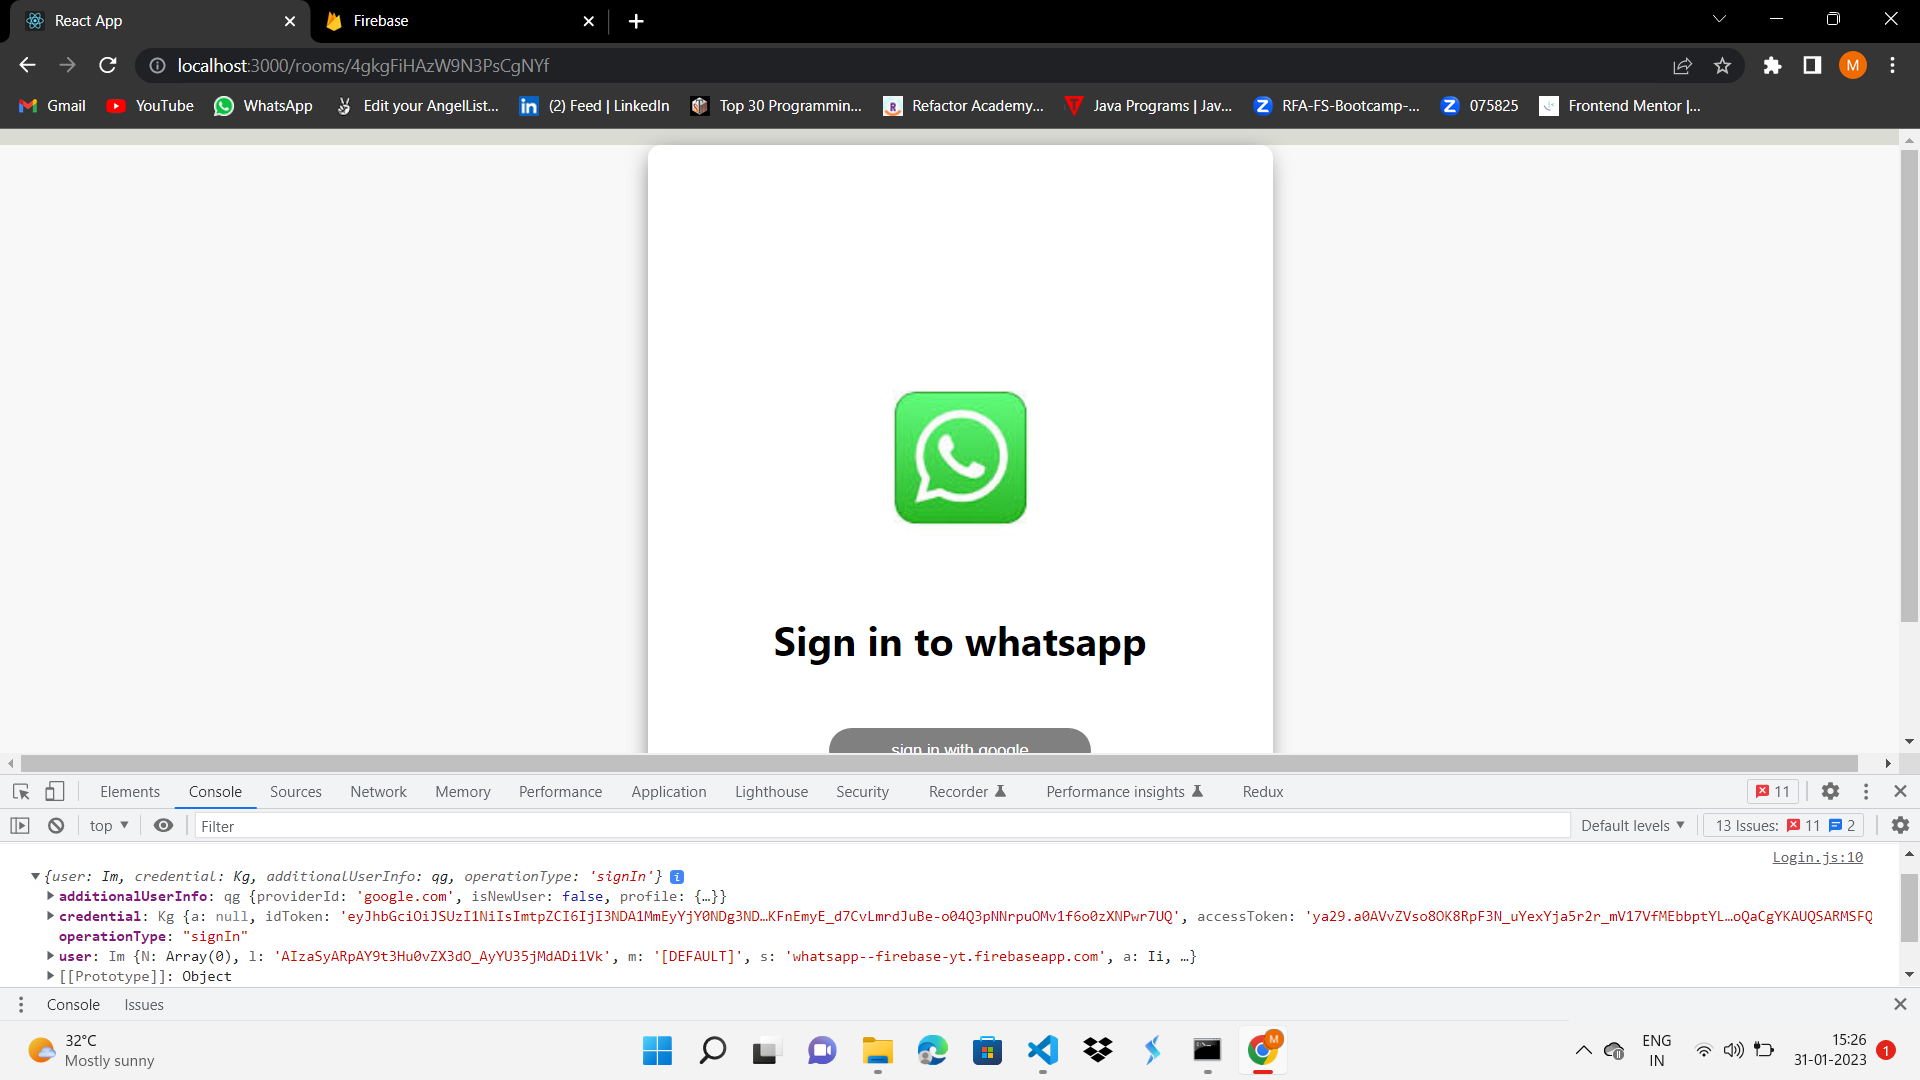 React App
Firebase
localhost:3000/rooms/4gkgFiHAzW9N3PsCgNYf
M
Gmail YouTube WhatsApp Edit your AngelList... (2) Feed | LinkedIn Top 30 Programmin... Refactor Academy... Java Programs | Jav... RFA-FS-Bootcamp-... 075825 Frontend Mentor |...
Sign in to whatsapp
sign in with google
Elements Console Sources Network Memory Performance Application Lighthouse Security Recorder Performance insights Redux 11
top Filter Default levels 13 Issues: 11 2
Login.js:10
{user: Im, credential: Kg, additionalUserInfo: qg, operationType: 'signIn'}
additionalUserInfo: qg {providerId: 'google.com', isNewUser: false, profile: {…}}
credential: Kg {a: null, idToken: 'eyJhbGciOiJSUzI1NiIsImtpZCI6IjI3NDA1MmEyYjY0NDg3ND…KFnEmyE_d7CvLmrdJuBe-o04Q3pNNrpuOMv1f6o0zXNPwr7UQ', accessToken: 'ya29.a0AVvZVso8OK8RpF3N_uYexYja5r2r_mV17VfMEbbptYL…oQaCgYKAUQSARMSFQ
operationType: "signIn"
user: Im {N: Array(0), l: 'AIzaSyARpAY9t3Hu0vZX3dO_AyYU35jMdADi1Vk', m: '[DEFAULT]', s: 'whatsapp--firebase-yt.firebaseapp.com', a: Ii, …}
[[Prototype]]: Object
Console Issues
32°C
Mostly sunny
M
ENG
IN
15:26
31-01-2023
1